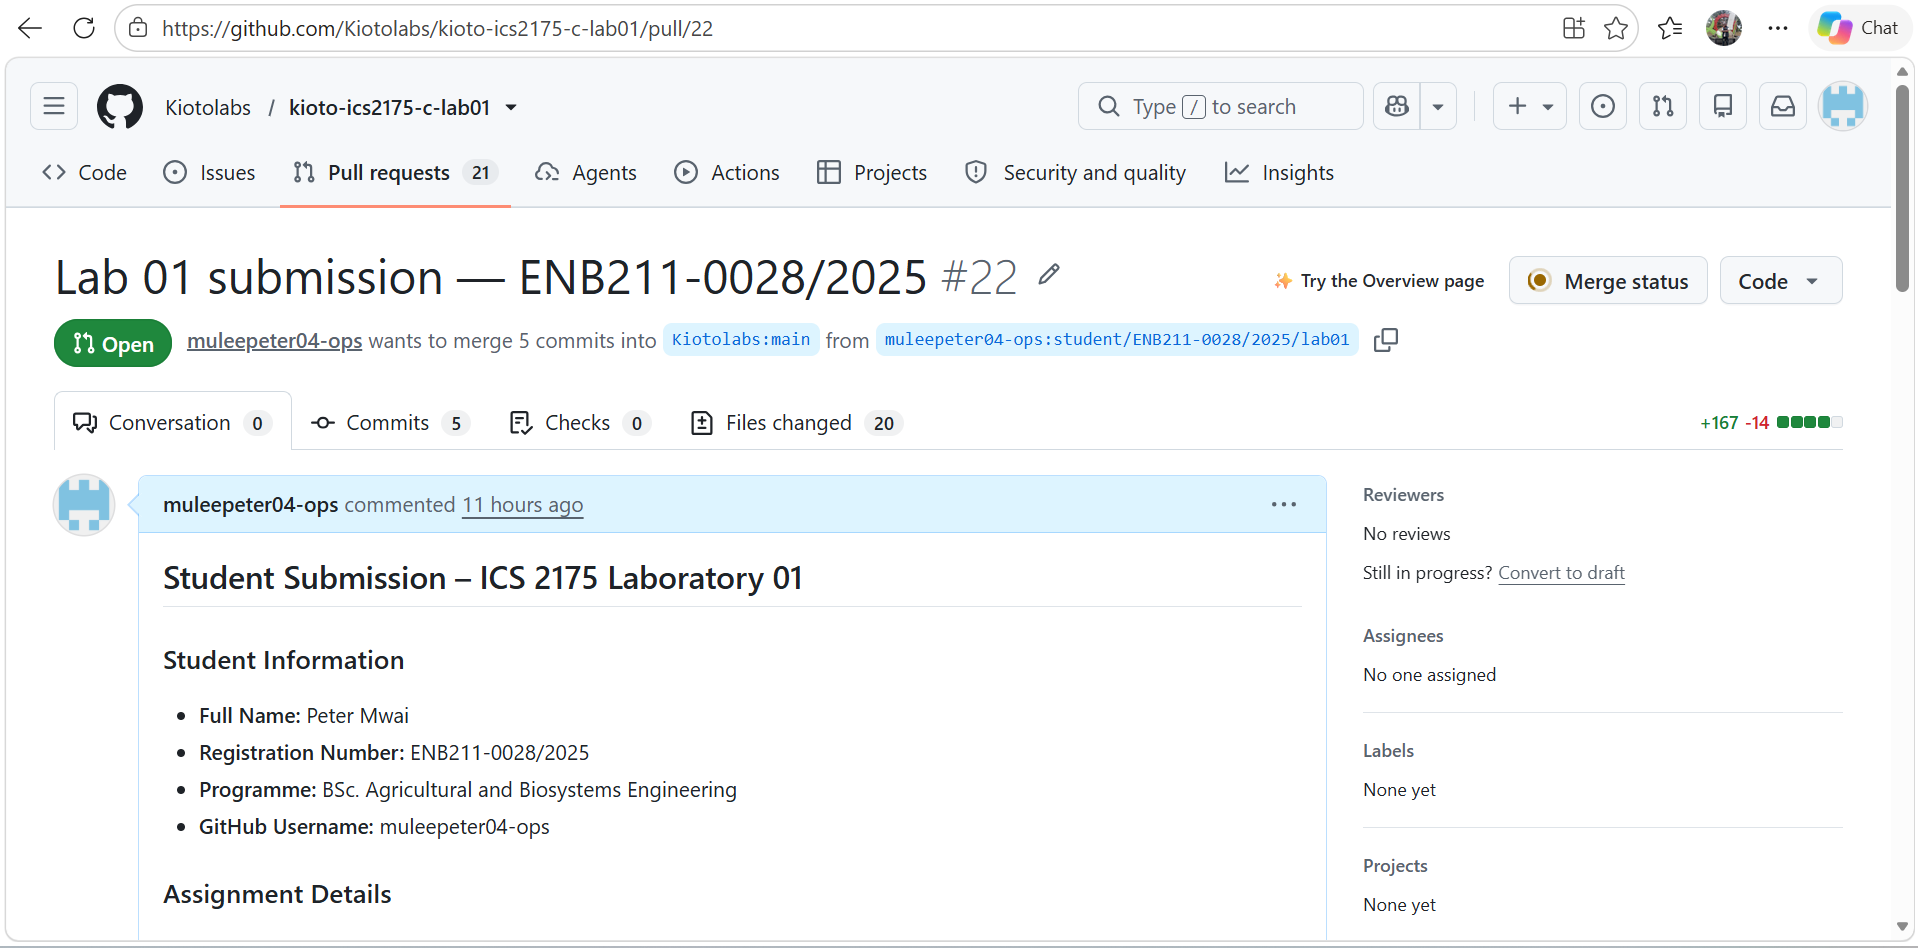 https://github.com/Kiotolabs/kioto-ics2175-c-lab01/pull/22
Chat
Kiotolabs / kioto-ics2175-c-lab01
Type / to search
Code
Issues
Pull requests 21
Agents
Actions
Projects
Security and quality
Insights
Lab 01 submission — ENB211-0028/2025 #22
Try the Overview page
Merge status
Code
Open
muleepeter04-ops wants to merge 5 commits into Kiotolabs:main from muleepeter04-ops:student/ENB211-0028/2025/lab01
Conversation 0
Commits 5
Checks 0
Files changed 20
+167 -14
muleepeter04-ops commented 11 hours ago
Student Submission – ICS 2175 Laboratory 01
Student Information
• Full Name: Peter Mwai
• Registration Number: ENB211-0028/2025
• Programme: BSc. Agricultural and Biosystems Engineering
• GitHub Username: muleepeter04-ops
Assignment Details
Reviewers
No reviews
Still in progress? Convert to draft
Assignees
No one assigned
Labels
None yet
Projects
None yet